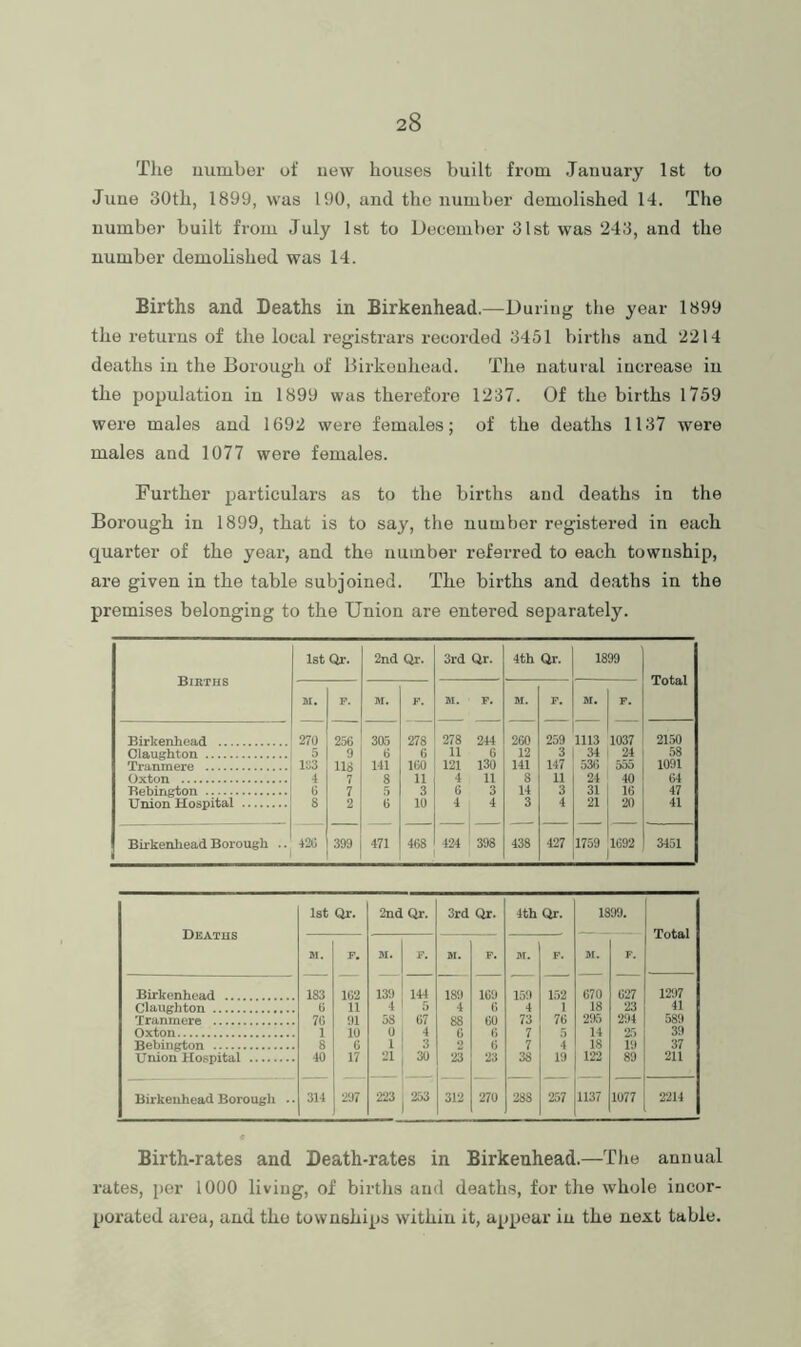 28
The number of new houses built from January 1st to
June 30th, 1899, was 190, and the number demolished 14. The
number built from July 1st to December 31st was 243, and the
number demolished was 14.
Births and Deaths in Birkenhead.—During the year 1899
the returns of the local registrars recorded 3451 births and 2214
deaths in the Borough of Birkenhead. The natural increase in
the population in 1899 was therefore 1237. Of the births 1759
were males and 1692 were females; of the deaths 1137 were
males and 1077 were females.
Further particulars as to the births and deaths in the
Borough in 1899, that is to say, the number registered in each
quarter of the year, and the number referred to each township,
are given in the table subjoined. The births and deaths in the
premises belonging to the Union are entered separately.
Births 1st Qr. 2nd Qr. 3rd Qr. 4th Qr. 1899 Total
M. F. M. F. M. F. M. F. M. F.
Birkenhead 270 256 305 278 278 244 260 259 1113 1037 2150
Claughton 5 9 6 6 11 6 12 3 34 24 58
Tranmere 133 118 141 160 121 130 141 147 536 555 1091
Oxton 4 7 8 11 4 11 8 11 24 40 64
Bebington 6 7 5 3 6 3 14 3 31 16 47
Union Hospital 8 2 6 10 4 4 3 4 21 20 41
Birkenhead Borough .. 426 399 471 468 424 398 438 427 1759 1692 3451
Deaths 1st Qr. 2nd Qr. 3rd Qr. 4th Qr. 1899. Total
M. F. M. F. M. F. M. F. M. F.
Birkenhead 183 162 139 144 189 169 159 152 670 627 1297
Claughton 6 11 4 5 4 6 4 1 18 23 41
Tranmere 76 91 58 67 88 60 73 76 295 294 589
Oxton 1 10 0 4 6 6 7 5 14 25 39
Bebington 8 6 1 3 2 6 7 4 18 19 37
Union Hospital 40 17 21 30 23 23 38 19 122 89 211
Birkenhead Borough .. 314 297 223 253 312 270 288 257 1137 1077 2214
Birth-rates and Death-rates in Birkenhead.—The annual
rates, per 1000 living, of births and deaths, for the whole incor-
porated area, and the townships within it, appear in the next table.